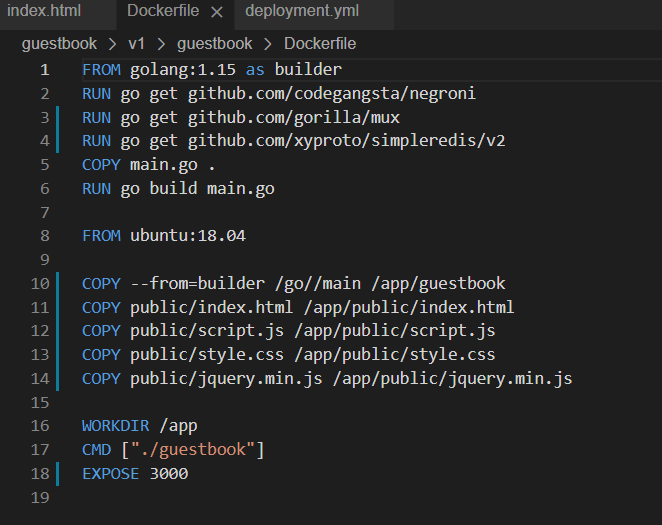 index.html Dockerfile × deployment.yml
guestbook > v1 > guestbook > Dockerfile
1 FROM golang:1.15 as builder
2 RUN go get github.com/codegangsta/negroni
3 RUN go get github.com/gorilla/mux
4 RUN go get github.com/xyproto/simpleredis/v2
5 COPY main.go .
6 RUN go build main.go
7
8 FROM ubuntu:18.04
9
10 COPY --from=builder /go//main /app/guestbook
11 COPY public/index.html /app/public/index.html
12 COPY public/script.js /app/public/script.js
13 COPY public/style.css /app/public/style.css
14 COPY public/jquery.min.js /app/public/jquery.min.js
15
16 WORKDIR /app
17 CMD ["./guestbook"]
18 EXPOSE 3000
19